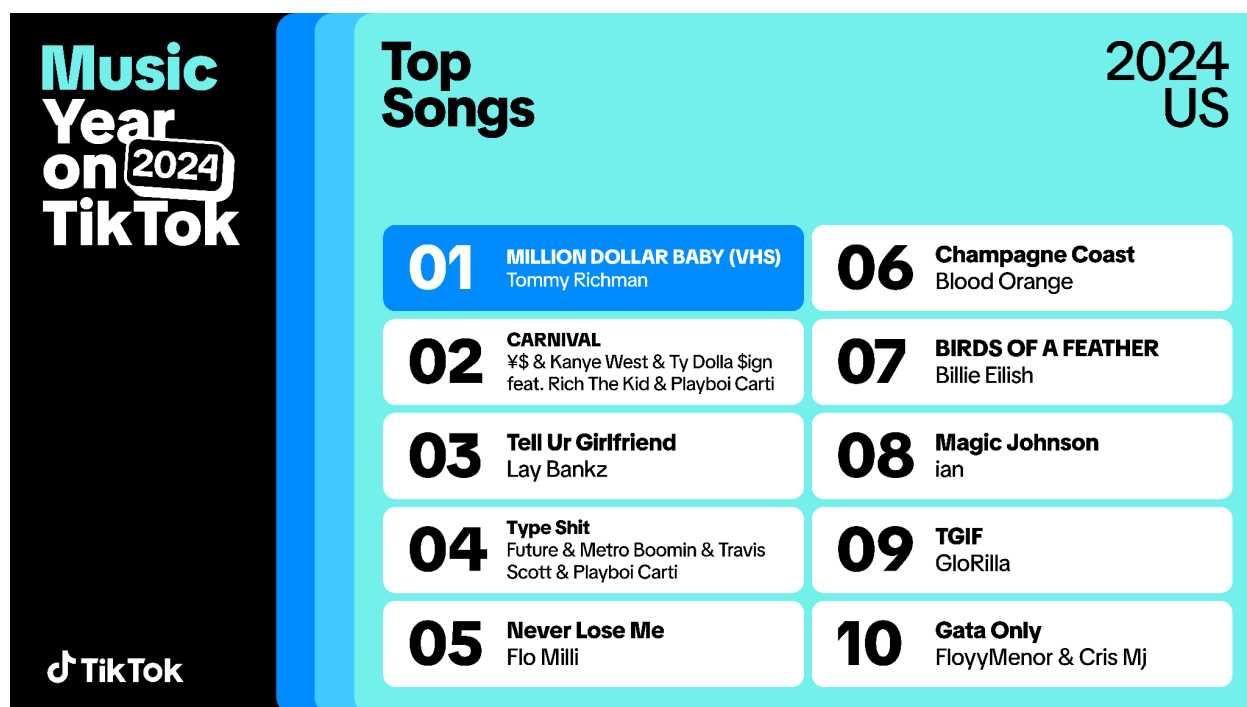 Music
Year
on 2024
TikTok
TikTok
Top
Songs
2024
US
01
MILLION DOLLAR BABY (VHS)
Tommy Richman
02
CARNIVAL
¥$ & Kanye West & Ty Dolla $ign
feat. Rich The Kid & Playboi Carti
03
Tell Ur Girlfriend
Lay Bankz
04
Type Shit
Future & Metro Boomin & Travis
Scott & Playboi Carti
05
Never Lose Me
Flo Milli
06
Champagne Coast
Blood Orange
07
BIRDS OF A FEATHER
Billie Eilish
08
Magic Johnson
ian
09
TGIF
GloRilla
10
Gata Only
FloyyMenor & Cris Mj